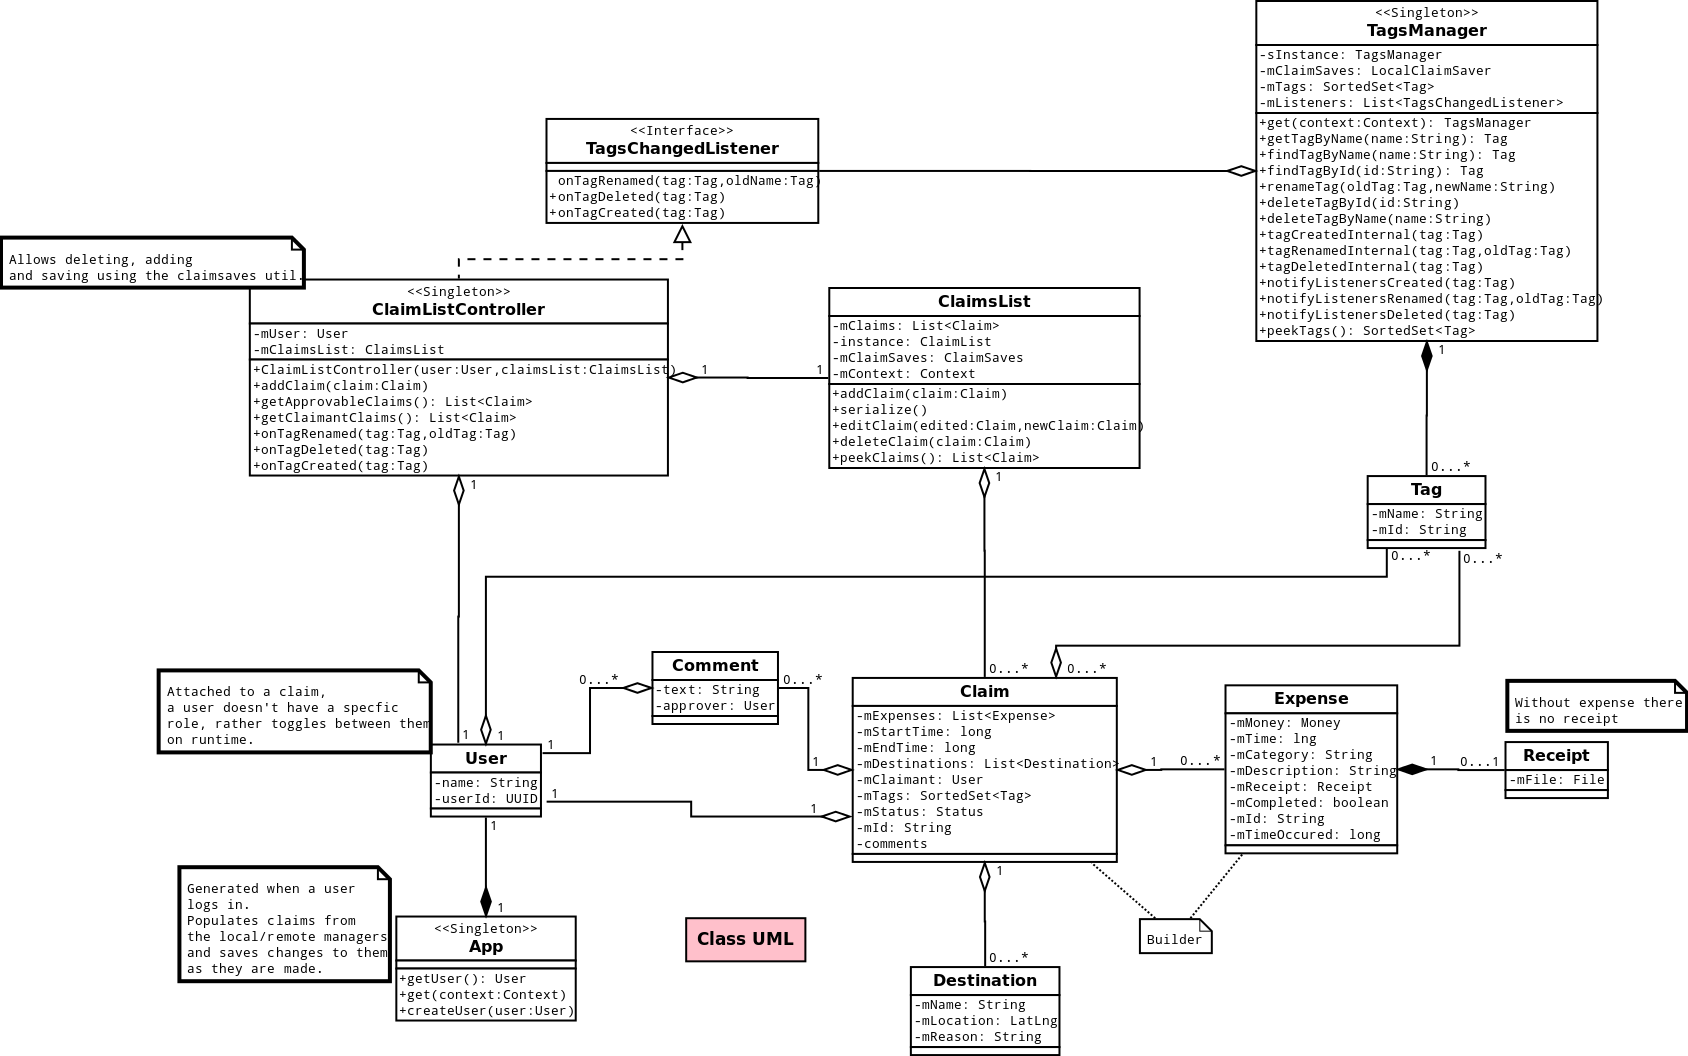 <<Singleton>>
TagsManager
-sInstance: TagsManager
-mClaimSaves: LocalClaimSaver
-mTags: SortedSet<Tag>
-mListeners: List<TagsChangedListener>
+get(context:Context): TagsManager
+getTagByName(name:String): Tag
+findTagByName(name:String): Tag
+findTagById(id:String): Tag
+renameTag(oldTag:Tag,newName:String)
+deleteTagById(id:String)
+deleteTagByName(name:String)
+tagCreatedInternal(tag:Tag)
+tagRenamedInternal(tag:Tag,oldTag:Tag)
+tagDeletedInternal(tag:Tag)
+notifyListenersCreated(tag:Tag)
+notifyListenersRenamed(tag:Tag,oldTag:Tag)
+notifyListenersDeleted(tag:Tag)
+peekTags(): SortedSet<Tag>
1
0...*
<<Interface>>
TagsChangedListener
onTagRenamed(tag:Tag,oldName:Tag)
+onTagDeleted(tag:Tag)
+onTagCreated(tag:Tag)
Allows deleting, adding
and saving using the claimsaves util.
<<Singleton>>
ClaimListController
-mUser: User
-mClaimsList: ClaimsList
+ClaimListController(user:User,claimsList:ClaimsList)
+addClaim(claim:Claim)
+getApprovableClaims(): List<Claim>
+getClaimantClaims(): List<Claim>
+onTagRenamed(tag:Tag,oldTag:Tag)
+onTagDeleted(tag:Tag)
+onTagCreated(tag:Tag)
1
1
1
ClaimsList
-mClaims: List<Claim>
-instance: ClaimList
-mClaimSaves: ClaimSaves
-mContext: Context
+addClaim(claim:Claim)
+serialize()
+editClaim(edited:Claim,newClaim:Claim)
+deleteClaim(claim:Claim)
+peekClaims(): List<Claim>
1
Tag
-mName: String
-mId: String
0...*
0...*
Comment
-text: String
-approver: User
0...*
0...*
0...*
0...*
Attached to a claim,
a user doesn't have a specfic
role, rather toggles between them
on runtime.
1
1
1
User
-name: String
-userId: UUID
1
1
1
1
Claim
-mExpenses: List<Expense>
-mStartTime: long
-mEndTime: long
-mDestinations: List<Destination>
-mClaimant: User
-mTags: SortedSet<Tag>
-mStatus: Status
-mId: String
-comments
1
0...*
1
Expense
-mMoney: Money
-mTime: lng
-mCategory: String
-mDescription: String
-mReceipt: Receipt
-mCompleted: boolean
-mId: String
-mTimeOccured: long
1
0...1
Without expense there
is no receipt
Receipt
-mFile: File
Generated when a user
logs in.
Populates claims from
the local/remote managers
and saves changes to them
as they are made.
1
<<Singleton>>
App
+getUser(): User
+get(context:Context)
+createUser(user:User)
Class UML
Builder
0...*
Destination
-mName: String
-mLocation: LatLng
-mReason: String